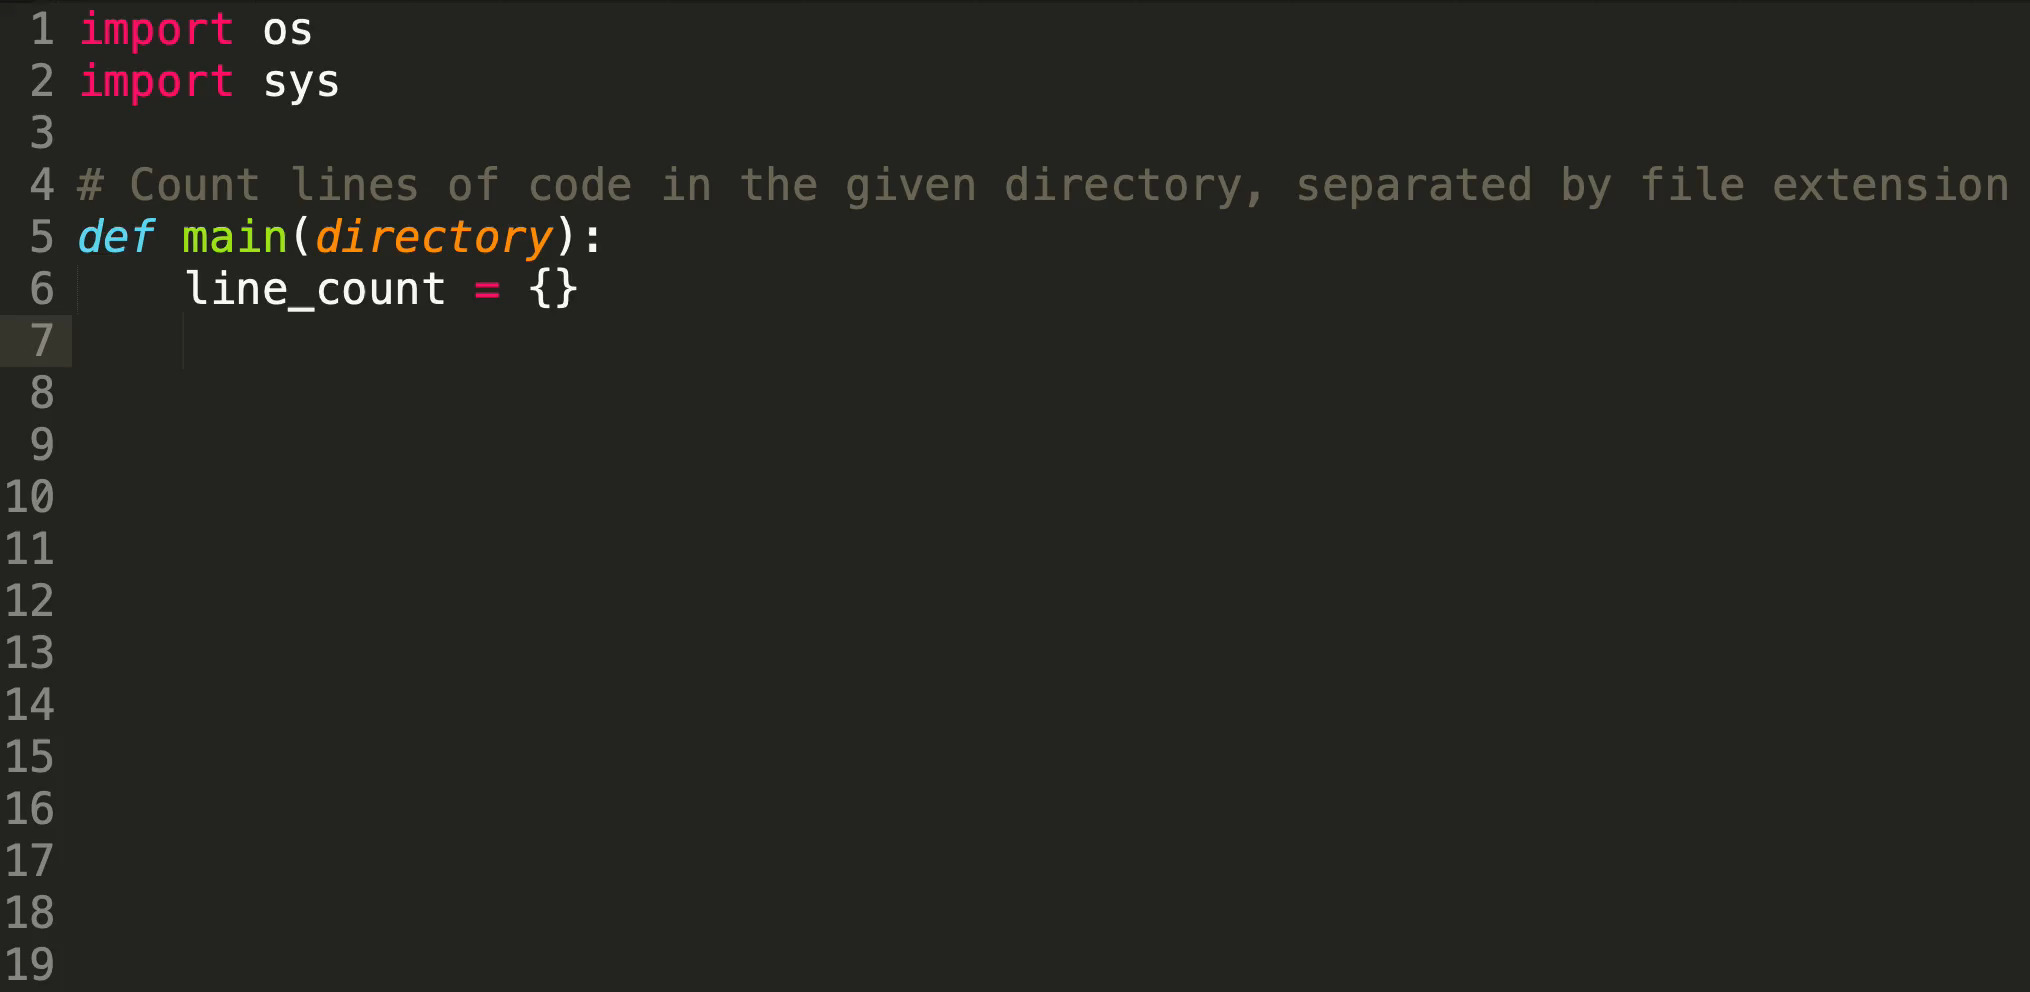 1 import os
2 import sys
3
4 # Count lines of code in the given directory, separated by file extension
5 def main(directory):
6     line_count = {}
7
8
9
10
11
12
13
14
15
16
17
18
19